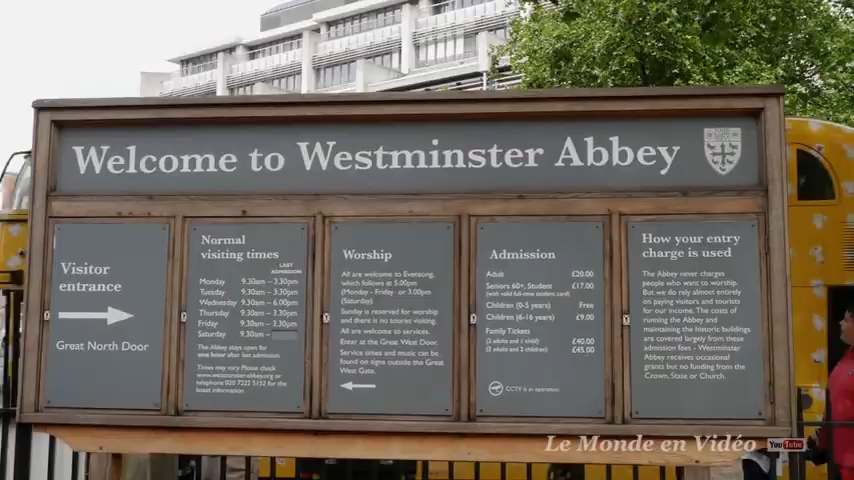 Welcome to Westminster Abbey
Visitor
entrance
Great North Door
Normal
visiting times
LAST
ADMISSION
Monday 9.30am – 3.30pm
Tuesday 9.30am – 3.30pm
Wednesday 9.30am – 6.00pm
Thursday 9.30am – 3.30pm
Friday 9.30am – 3.30pm
Saturday 9.30am –
The Abbey stays open for
one hour after last admission
Times may vary Please check
www.westminster-abbey.org or
telephone 020 7222 5152 for the
latest information
Worship
All are welcome to Evensong,
which follows at 5.00pm
(Monday - Friday or 3.00pm
(Saturday)
Sunday is reserved for worship
and there is no tourist visiting.
All are welcome to services.
Enter at the Great West Door.
Service times and music can be
found on signs outside the Great
West Gate.
Admission
Adult £20.00
Seniors 60+, Student £17.00
(with valid full-time student card)
Children (0-5 years) Free
Children (6-16 years) £9.00
Family Tickets
(2 adults and 1 child) £40.00
(2 adults and 2 children) £45.00
CCTV is in operation
How your entry
charge is used
The Abbey never charges
people who want to worship.
But we do rely almost entirely
on paying visitors and tourists
for our income. The costs of
running the Abbey and
maintaining the historic buildings
are covered largely from these
admission fees - Westminster
Abbey receives occasional
grants but no funding from the
Crown, State or Church.
Le Monde en Vidéo YouTube